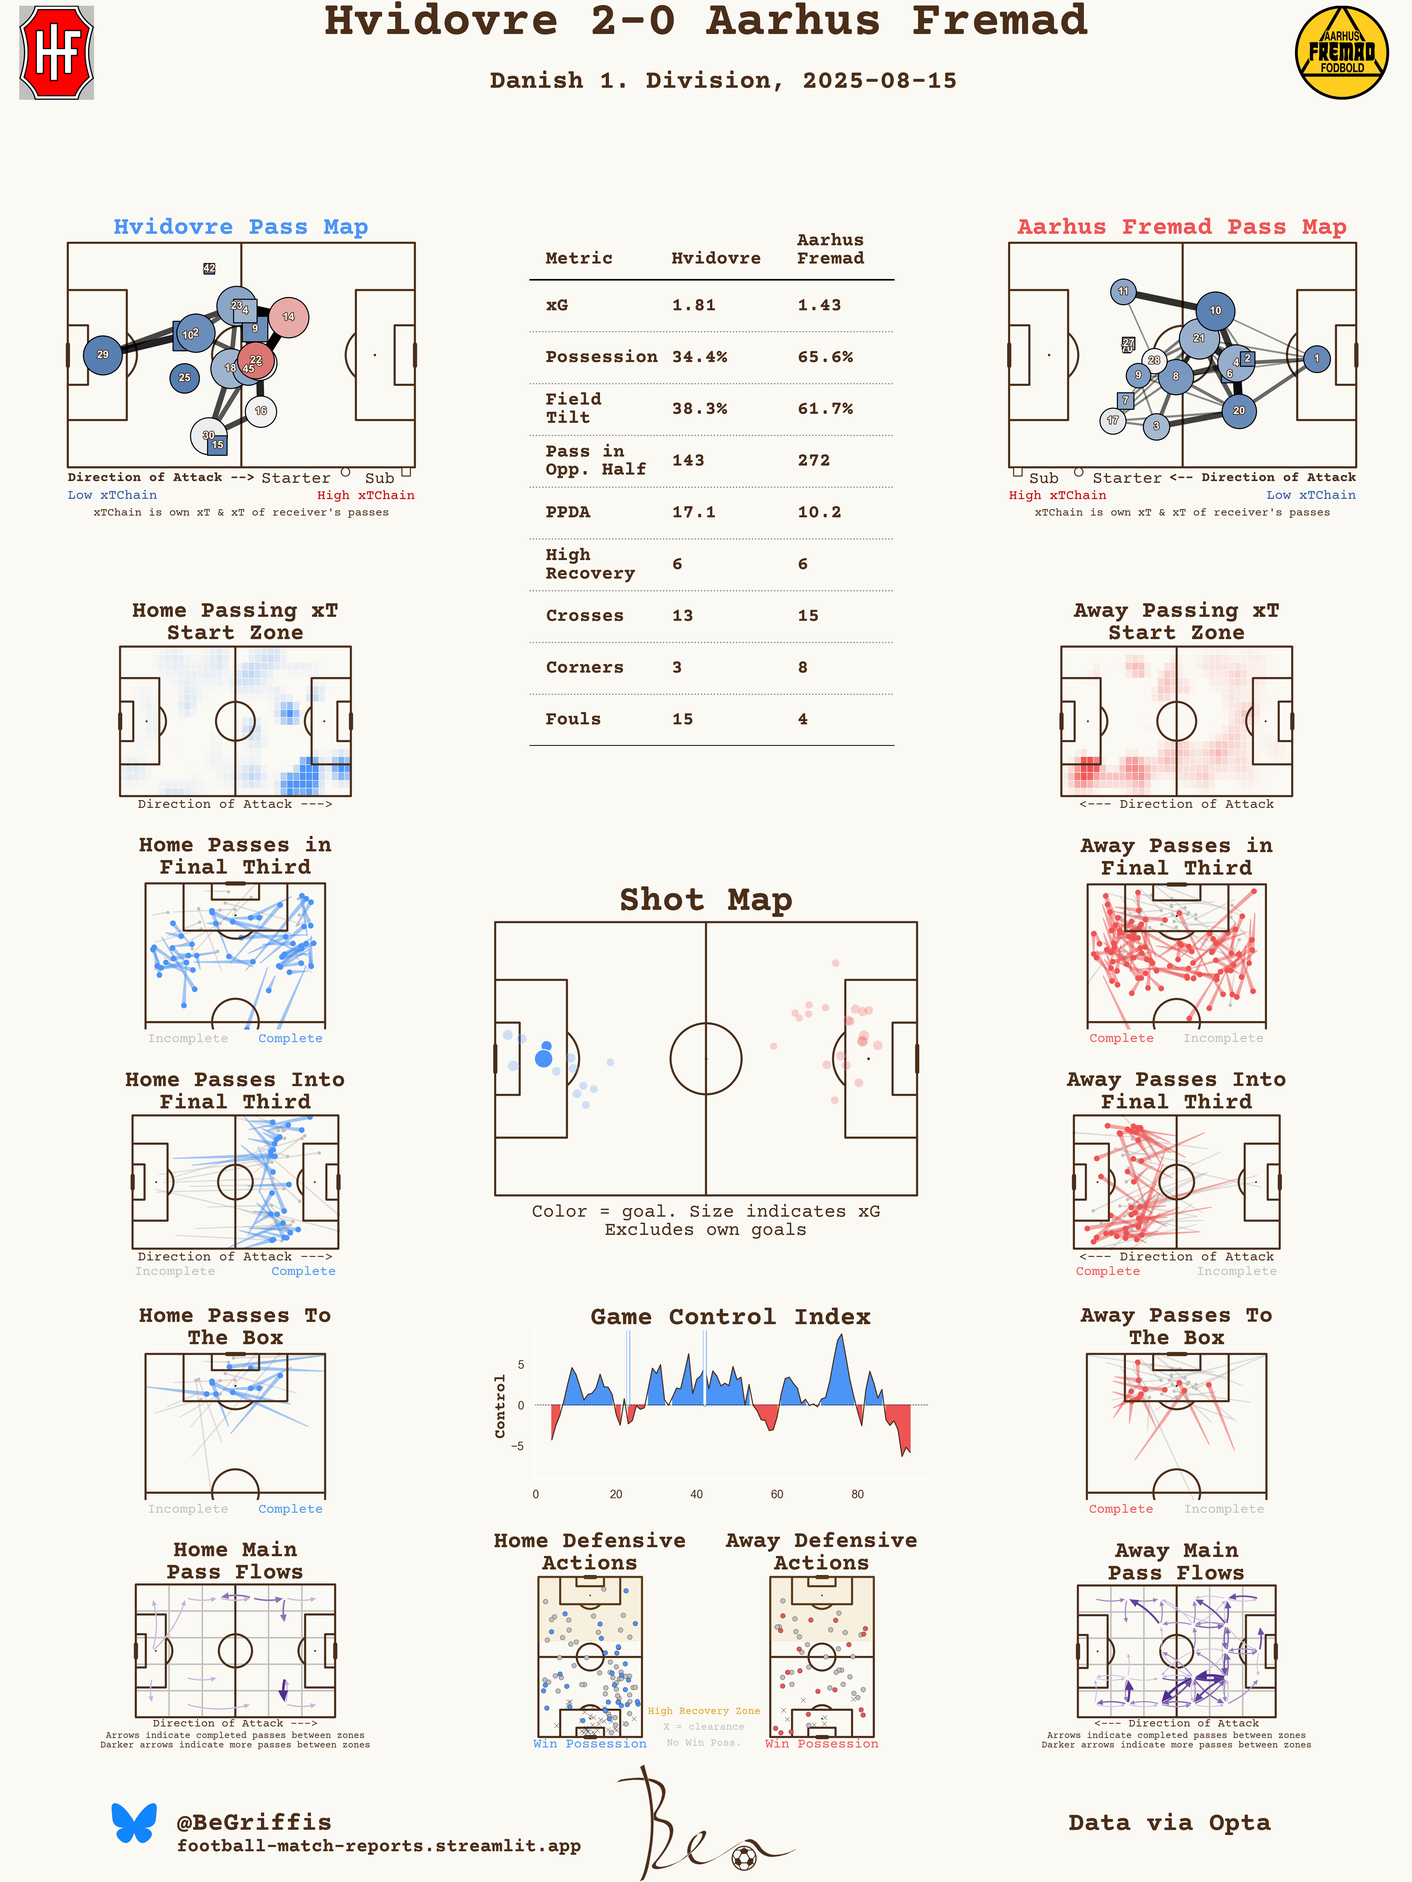 Hvidovre 2-0 Aarhus Fremad
Danish 1. Division, 2025-08-15
HIF
AARHUS
FREMAD
FODBOLD
Hvidovre Pass Map
42
23
4
14
9
10
2
29
22
18
45
25
16
30
15
Direction of Attack --> Starter Sub
Low xTChain High xTChain
xTChain is own xT & xT of receiver's passes
Metric Hvidovre Aarhus Fremad
xG 1.81 1.43
Possession 34.4% 65.6%
Field Tilt 38.3% 61.7%
Pass in Opp. Half 143 272
PPDA 17.1 10.2
High Recovery 6 6
Crosses 13 15
Corners 3 8
Fouls 15 4
Aarhus Fremad Pass Map
11
10
27
21
28
4
2
1
9
8
6
7
17
3
20
Sub Starter <-- Direction of Attack
High xTChain Low xTChain
xTChain is own xT & xT of receiver's passes
Home Passing xT
Start Zone
Direction of Attack --->
Away Passing xT
Start Zone
<--- Direction of Attack
Home Passes in
Final Third
Incomplete Complete
Away Passes in
Final Third
Complete Incomplete
Shot Map
Color = goal. Size indicates xG
Excludes own goals
Home Passes Into
Final Third
Direction of Attack --->
Incomplete Complete
Away Passes Into
Final Third
<--- Direction of Attack
Complete Incomplete
Home Passes To
The Box
Incomplete Complete
Game Control Index
Control
5
0
−5
0 20 40 60 80
Away Passes To
The Box
Complete Incomplete
Home Main
Pass Flows
Direction of Attack --->
Arrows indicate completed passes between zones
Darker arrows indicate more passes between zones
Home Defensive
Actions
Win Possession
High Recovery Zone
X = clearance
No Win Poss.
Away Defensive
Actions
Win Possession
Away Main
Pass Flows
<--- Direction of Attack
Arrows indicate completed passes between zones
Darker arrows indicate more passes between zones
@BeGriffis
football-match-reports.streamlit.app
Ben
Data via Opta